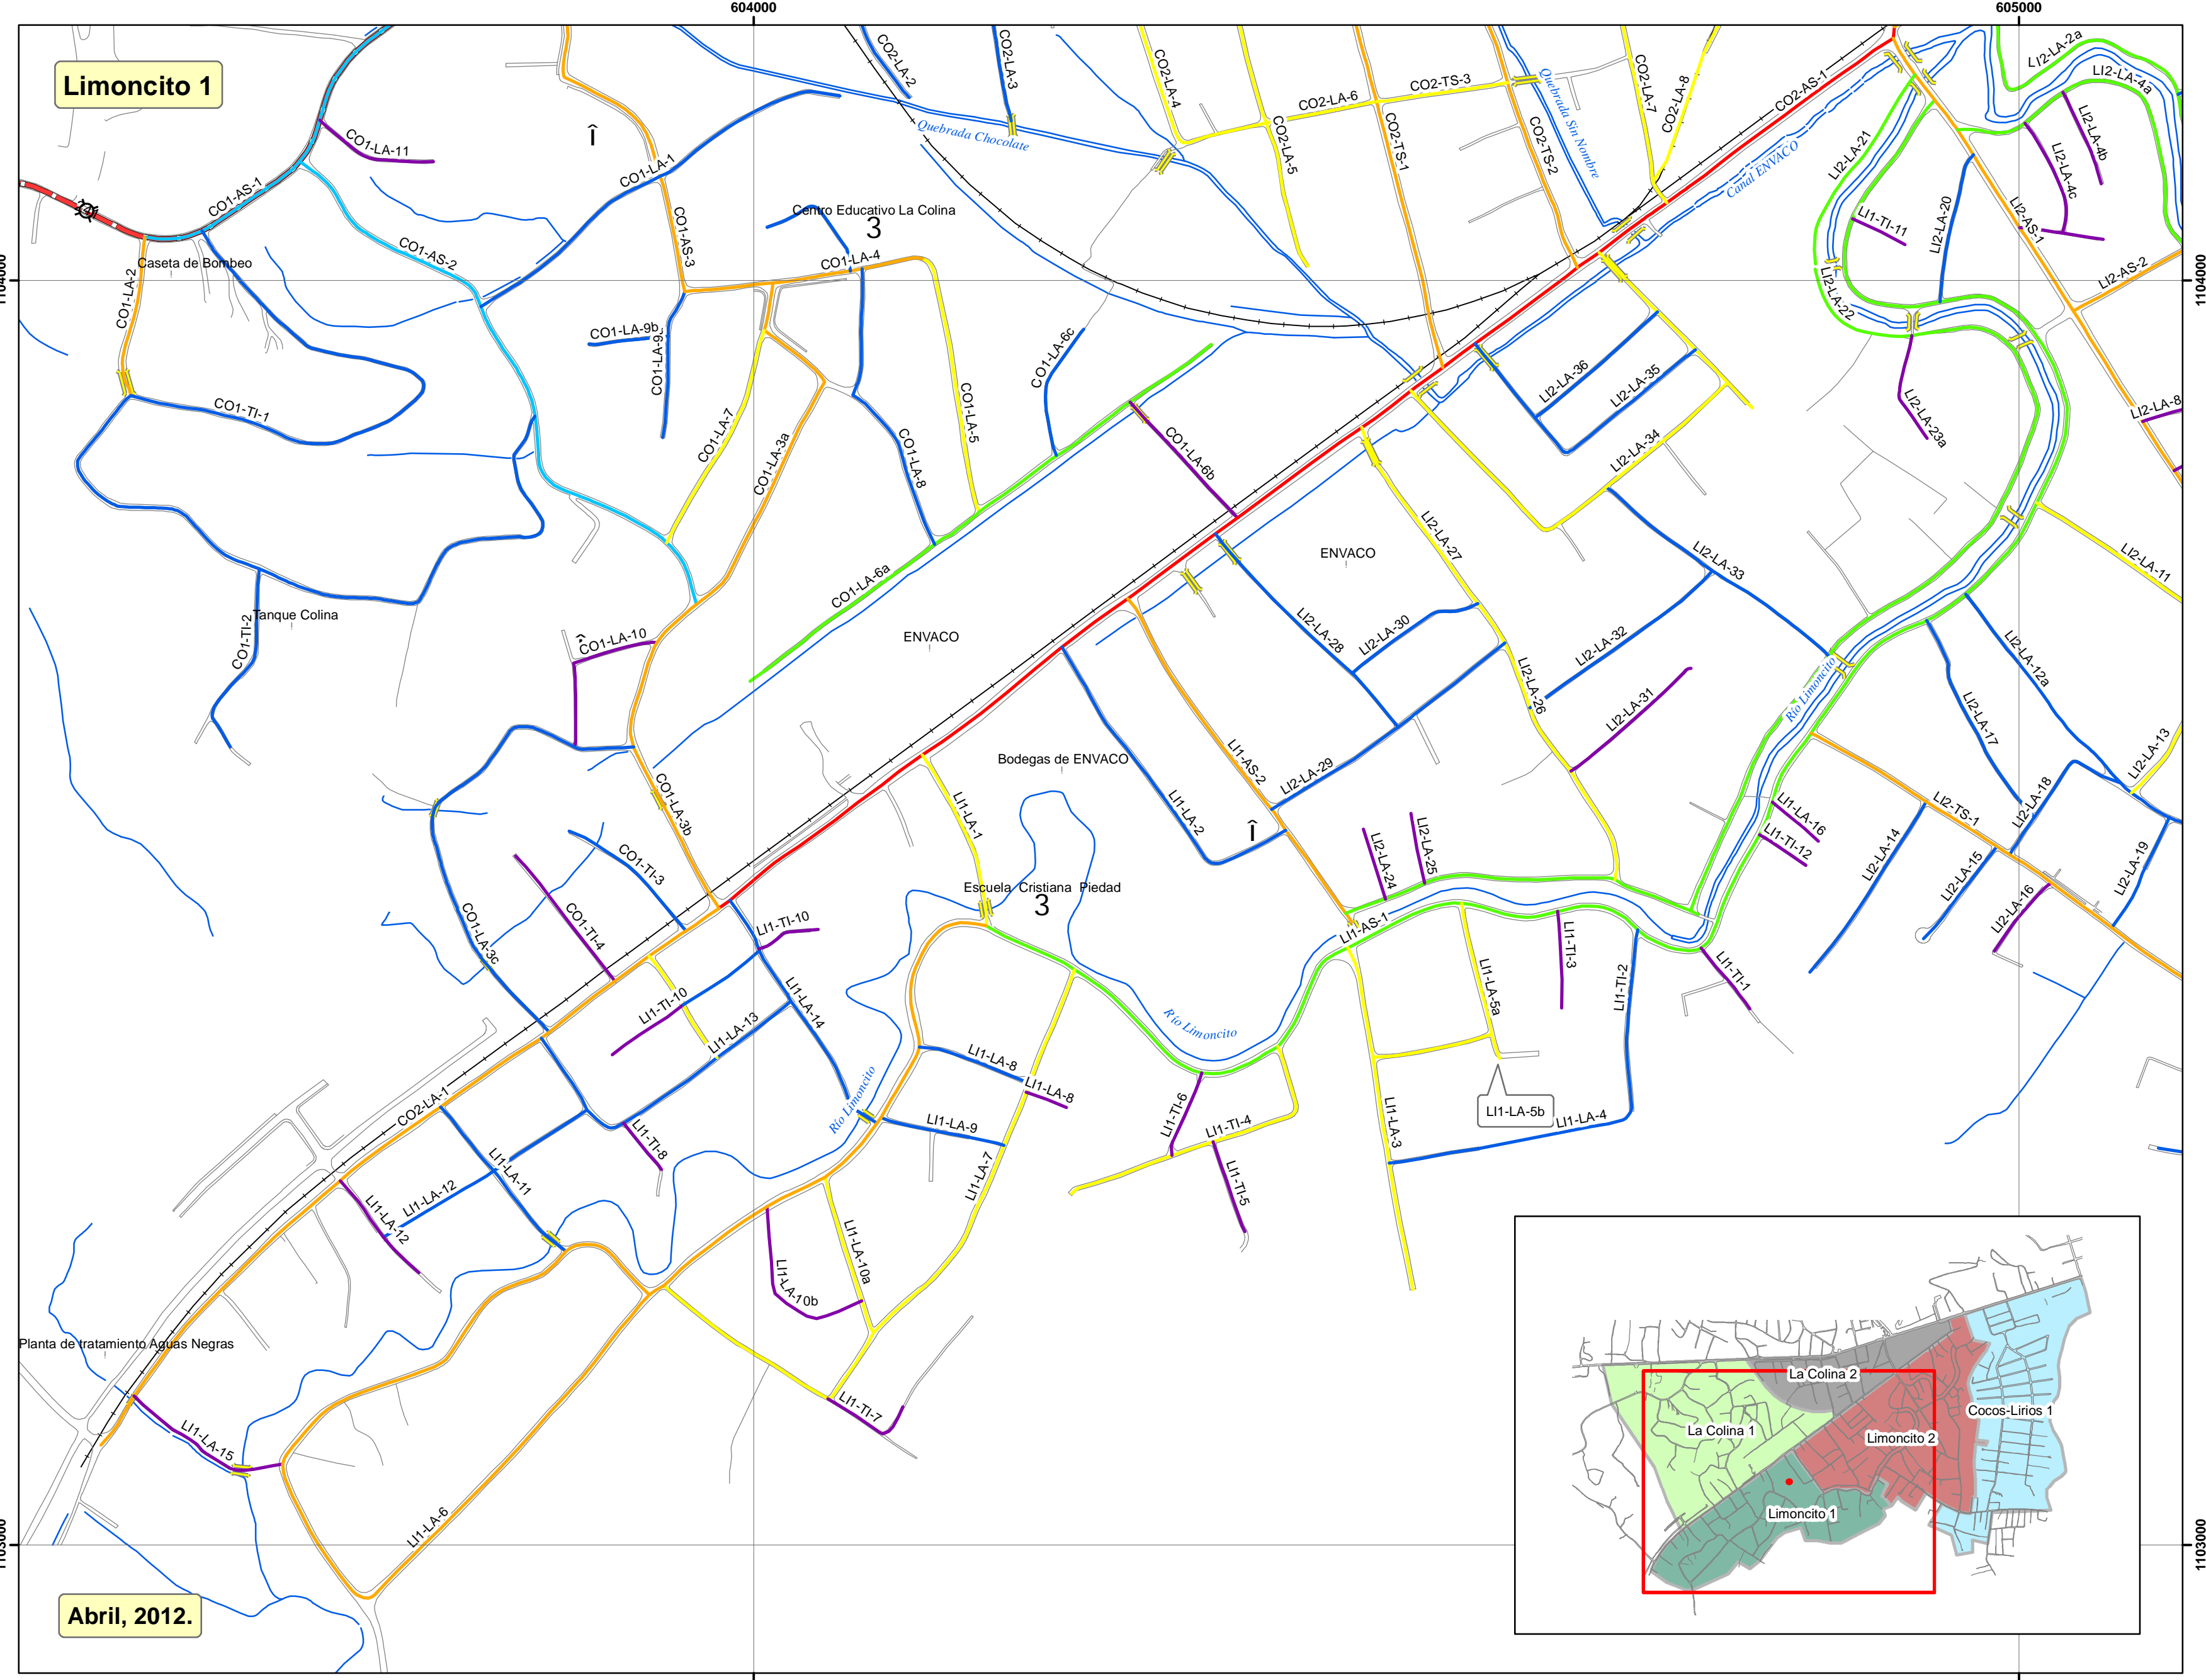 604000
605000
Limoncito 1
1104000
1104000
1103000
1103000
CO2-LA-2
CO2-LA-3
CO2-LA-4
CO2-LA-6
CO2-TS-3
CO2-LA-7
CO2-LA-8
CO2-AS-1
LI2-LA-2a
LI2-LA-4a
CO1-LA-11
CO1-LA-1
Quebrada Chocolate
CO2-LA-5
CO2-TS-1
CO2-TS-2
Quebrada Sin Nombre
Canal ENVACO
LI2-LA-21
LI2-LA-4b
LI2-LA-4c
CO1-AS-1
CO1-AS-2
CO1-AS-3
Centro Educativo La Colina
3
CO1-LA-4
LI1-TI-11
LI2-LA-20
LI2-AS-1
LI2-AS-2
Caseta de Bombeo
CO1-LA-2
LI2-LA-22
CO1-LA-9b
CO1-LA-9a
CO1-LA-6c
LI2-LA-36
LI2-LA-35
LI2-LA-23a
LI2-LA-8
CO1-TI-1
CO1-LA-7
CO1-LA-3a
CO1-LA-8
CO1-LA-5
CO1-LA-6b
LI2-LA-34
LI2-LA-27
LI2-LA-33
LI2-LA-11
ENVACO
CO1-LA-6a
Tanque Colina
CO1-TI-2
CO1-LA-10
ENVACO
LI2-LA-28
LI2-LA-30
LI2-LA-32
LI2-LA-26
LI2-LA-31
Río Limoncito
LI2-LA-12a
LI2-LA-17
LI2-LA-13
Bodegas de ENVACO
LI1-AS-2
LI2-LA-29
CO1-LA-3b
LI1-LA-1
LI1-LA-2
LI2-LA-24
LI2-LA-25
LI1-LA-16
LI1-TI-12
LI2-TS-1
LI2-LA-18
LI2-LA-14
LI2-LA-15
LI2-LA-16
LI2-LA-19
CO1-TI-3
CO1-TI-4
CO1-LA-3c
Escuela Cristiana Piedad
3
LI1-TI-10
LI1-AS-1
LI1-TI-3
LI1-LA-5a
LI1-TI-2
LI1-TI-1
LI1-TI-10
LI1-LA-13
LI1-LA-14
Río Limoncito
LI1-LA-8
LI1-LA-8
LI1-TI-6
LI1-TI-4
LI1-LA-5b
LI1-LA-4
LI1-LA-3
CO2-LA-1
Río Limoncito
LI1-LA-9
LI1-TI-8
LI1-LA-11
LI1-LA-12
LI1-LA-12
LI1-LA-7
LI1-TI-5
LI1-LA-10a
LI1-LA-10b
Planta de tratamiento Aguas Negras
LI1-TI-7
LI1-LA-15
LI1-LA-6
La Colina 2
La Colina 1
Cocos-Lirios 1
Limoncito 2
Limoncito 1
Abril, 2012.